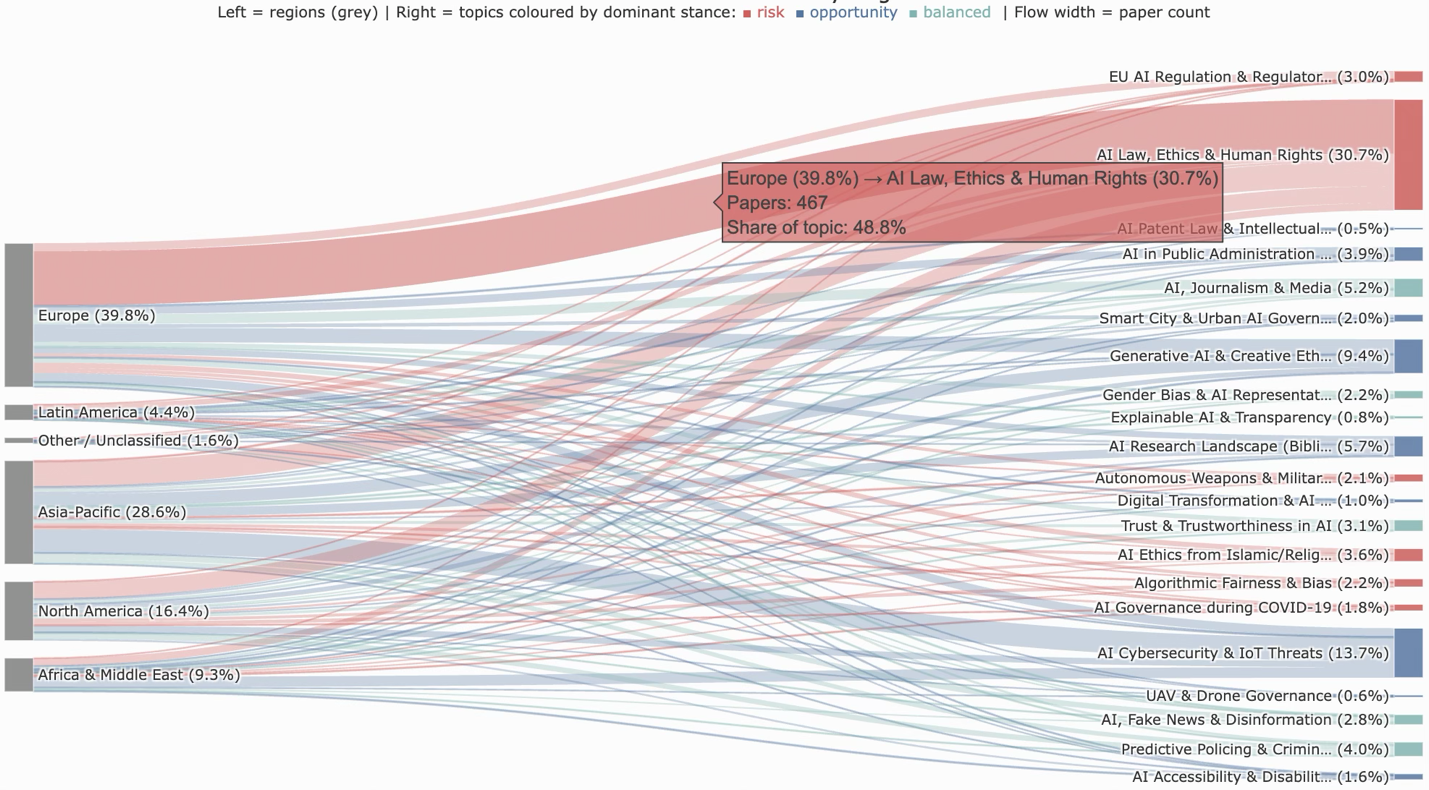 Left = regions (grey) | Right = topics coloured by dominant stance: ■ risk ■ opportunity ■ balanced | Flow width = paper count
EU AI Regulation & Regulator... (3.0%)
AI Law, Ethics & Human Rights (30.7%)
Europe (39.8%) → AI Law, Ethics & Human Rights (30.7%)
Papers: 467
Share of topic: 48.8%
AI Patent Law & Intellectual... (0.5%)
AI in Public Administration ... (3.9%)
AI, Journalism & Media (5.2%)
Smart City & Urban AI Govern... (2.0%)
Generative AI & Creative Eth... (9.4%)
Gender Bias & AI Representat... (2.2%)
Explainable AI & Transparency (0.8%)
AI Research Landscape (Bibli... (5.7%)
Autonomous Weapons & Militar... (2.1%)
Digital Transformation & AI ... (1.0%)
Trust & Trustworthiness in AI (3.1%)
AI Ethics from Islamic/Relig... (3.6%)
Algorithmic Fairness & Bias (2.2%)
AI Governance during COVID-19 (1.8%)
AI Cybersecurity & IoT Threats (13.7%)
UAV & Drone Governance (0.6%)
AI, Fake News & Disinformation (2.8%)
Predictive Policing & Crimin... (4.0%)
AI Accessibility & Disabilit... (1.6%)
Europe (39.8%)
Latin America (4.4%)
Other / Unclassified (1.6%)
Asia-Pacific (28.6%)
North America (16.4%)
Africa & Middle East (9.3%)